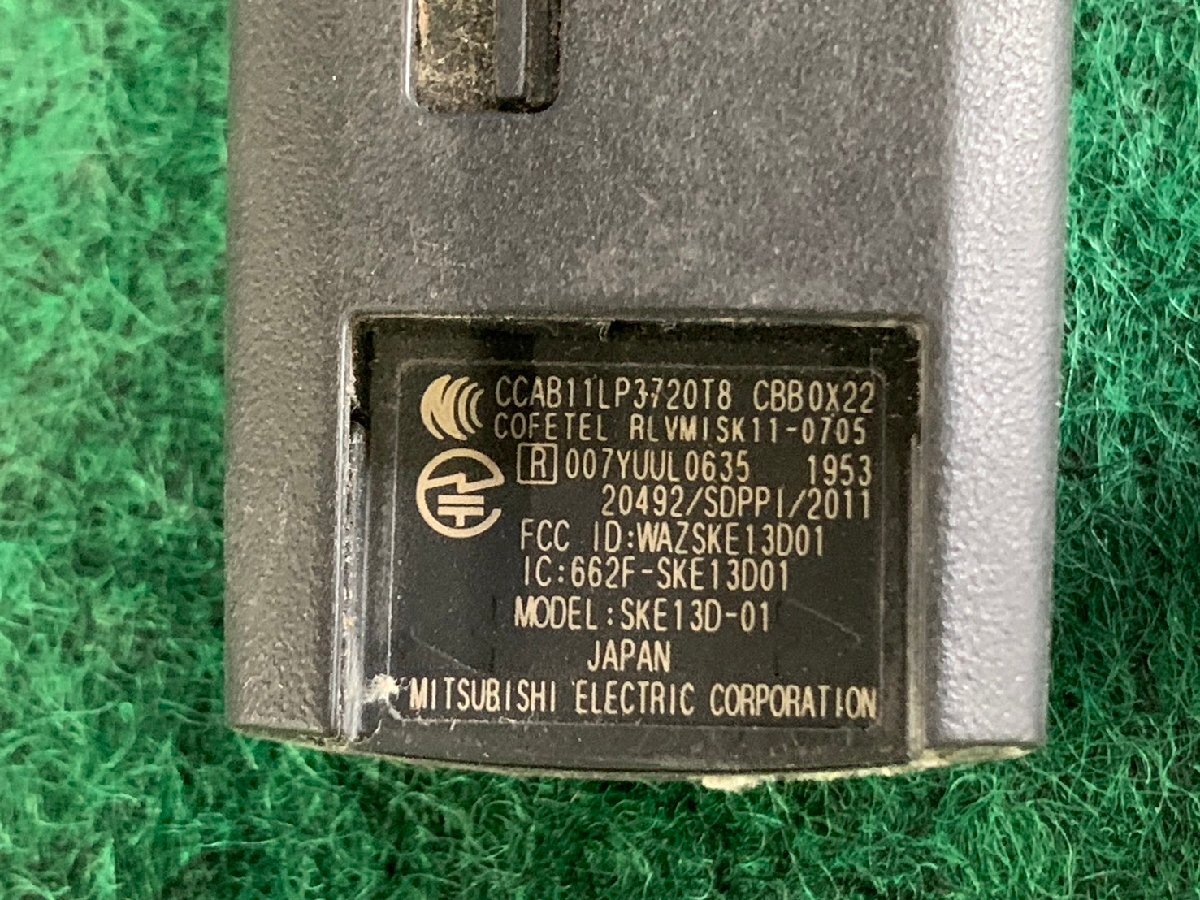 CCAB11LP3720T8 CBB0X22
COFETEL RLVMISK11-0705
R 007YUUL0635 1953
20492/SDPPI/2011
FCC ID:WAZSKE13D01
IC:662F-SKE13D01
MODEL:SKE13D-01
JAPAN
MITSUBISHI ELECTRIC CORPORATION